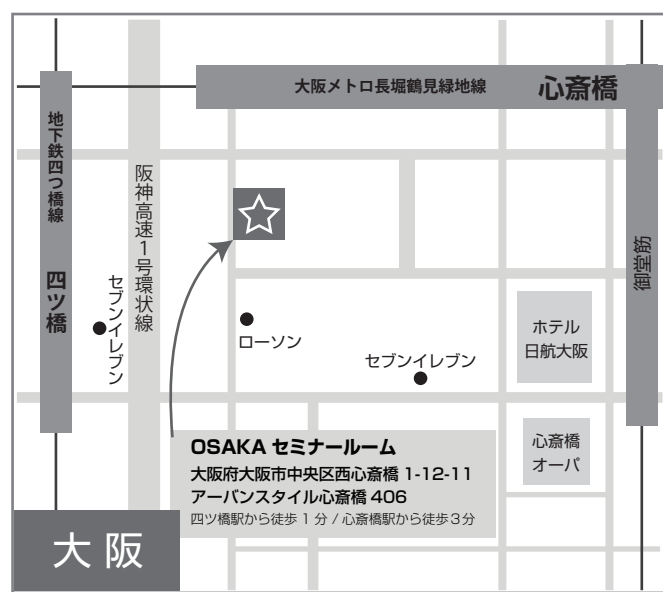 大阪メトロ長堀鶴見緑地線
心斎橋
地下鉄四つ橋線
四ツ橋
阪神高速1号環状線
御堂筋
セブンイレブン
ローソン
セブンイレブン
ホテル
日航大阪
心斎橋
オーパ
OSAKA セミナールーム
大阪府大阪市中央区西心斎橋 1-12-11
アーバンスタイル心斎橋 406
四ツ橋駅から徒歩 1 分 / 心斎橋駅から徒歩3分
大 阪